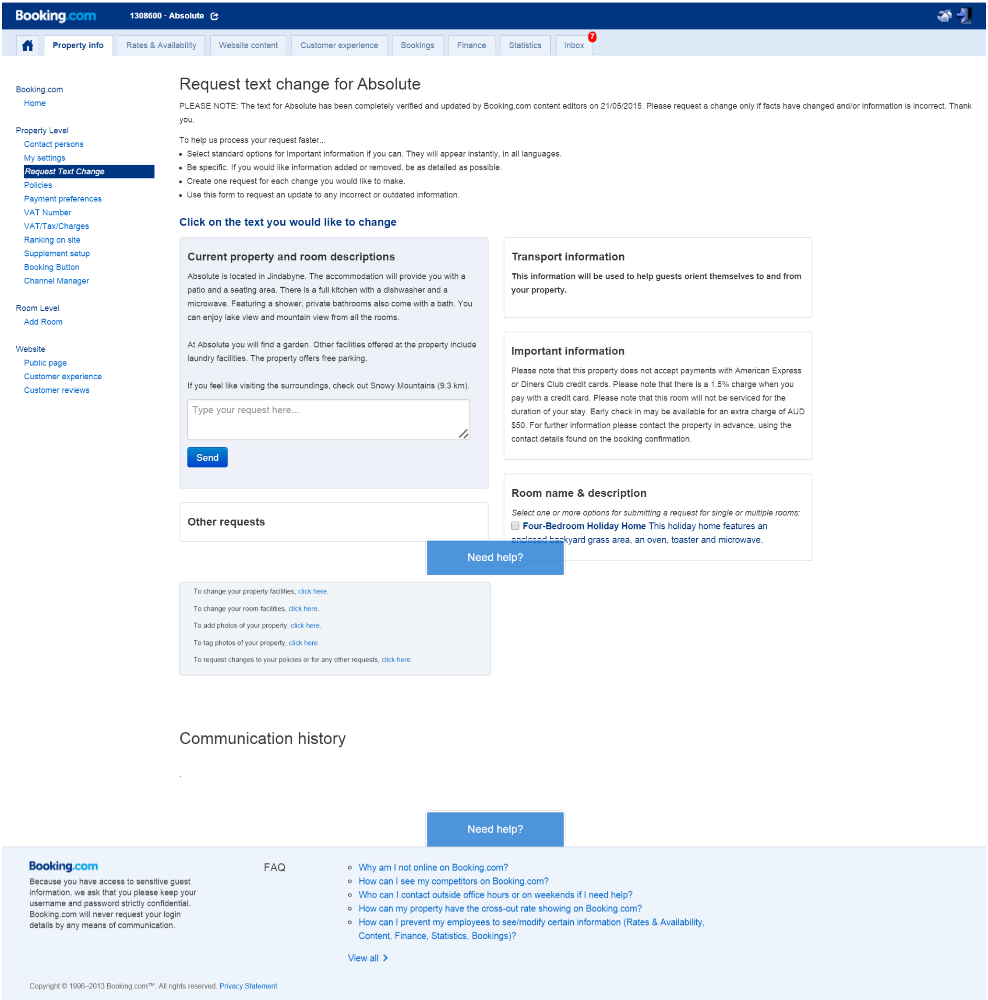 Booking.com
1308600 · Absolute
Property info
Rates & Availability
Website content
Customer experience
Bookings
Finance
Statistics
Inbox
7
Booking.com
Home
Property Level
Contact persons
My settings
Request Text Change
Policies
Payment preferences
VAT Number
VAT/Tax/Charges
Ranking on site
Supplement setup
Booking Button
Channel Manager
Room Level
Add Room
Website
Public page
Customer experience
Customer reviews
Request text change for Absolute
PLEASE NOTE: The text for Absolute has been completely verified and updated by Booking.com content editors on 21/05/2015. Please request a change only if facts have changed and/or information is incorrect. Thank
you.
To help us process your request faster...
• Select standard options for Important information if you can. They will appear instantly, in all languages.
• Be specific. If you would like information added or removed, be as detailed as possible.
• Create one request for each change you would like to make.
• Use this form to request an update to any incorrect or outdated information.
Click on the text you would like to change
Current property and room descriptions
Absolute is located in Jindabyne. The accommodation will provide you with a
patio and a seating area. There is a full kitchen with a dishwasher and a
microwave. Featuring a shower, private bathrooms also come with a bath. You
can enjoy lake view and mountain view from all the rooms.
At Absolute you will find a garden. Other facilities offered at the property include
laundry facilities. The property offers free parking.
If you feel like visiting the surroundings, check out Snowy Mountains (9.3 km).
Type your request here...
Send
Other requests
Transport information
This information will be used to help guests orient themselves to and from
your property.
Important information
Please note that this property does not accept payments with American Express
or Diners Club credit cards. Please note that there is a 1.5% charge when you
pay with a credit card. Please note that this room will not be serviced for the
duration of your stay. Early check in may be available for an extra charge of AUD
$50. For further information please contact the property in advance, using the
contact details found on the booking confirmation.
Room name & description
Select one or more options for submitting a request for single or multiple rooms:
Four-Bedroom Holiday Home This holiday home features an
enclosed backyard grass area, an oven, toaster and microwave.
Need help?
To change your property facilities, click here.
To change your room facilities, click here.
To add photos of your property, click here.
To tag photos of your property, click here.
To request changes to your policies or for any other requests, click here.
Communication history
.
Need help?
Booking.com
Because you have access to sensitive guest
information, we ask that you please keep your
username and password strictly confidential.
Booking.com will never request your login
details by any means of communication.
FAQ
Why am I not online on Booking.com?
How can I see my competitors on Booking.com?
Who can I contact outside office hours or on weekends if I need help?
How can my property have the cross-out rate showing on Booking.com?
How can I prevent my employees to see/modify certain information (Rates & Availability,
Content, Finance, Statistics, Bookings)?
View all
Copyright © 1996–2013 Booking.com™. All rights reserved. Privacy Statement